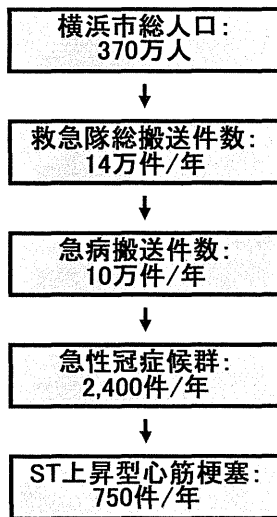 横浜市総人口:
370万人
↓
救急隊総搬送件数:
14万件/年
↓
急病搬送件数:
10万件/年
↓
急性冠症候群:
2,400件/年
↓
ST上昇型心筋梗塞:
750件/年